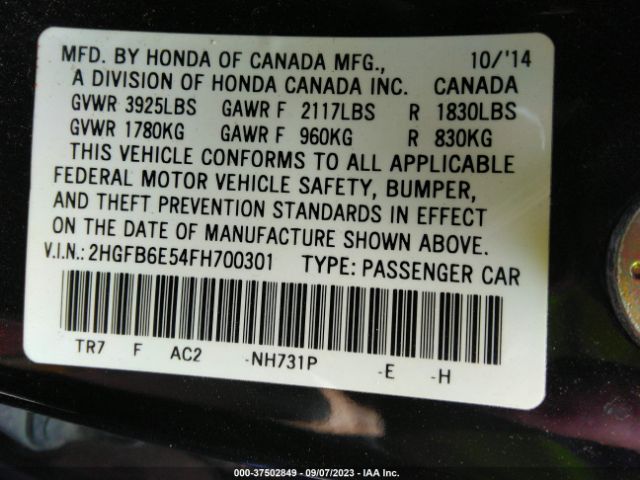 MFD. BY HONDA OF CANADA MFG., 10/'14
A DIVISION OF HONDA CANADA INC. CANADA
GVWR 3925LBS GAWR F 2117LBS R 1830LBS
GVWR 1780KG GAWR F 960KG R 830KG
THIS VEHICLE CONFORMS TO ALL APPLICABLE
FEDERAL MOTOR VEHICLE SAFETY, BUMPER,
AND THEFT PREVENTION STANDARDS IN EFFECT
ON THE DATE OF MANUFACTURE SHOWN ABOVE.
V.I.N.: 2HGFB6E54FH700301 TYPE: PASSENGER CAR
TR7 F AC2 -NH731P -E -H
000-37502849 - 09/07/2023 - IAA Inc.